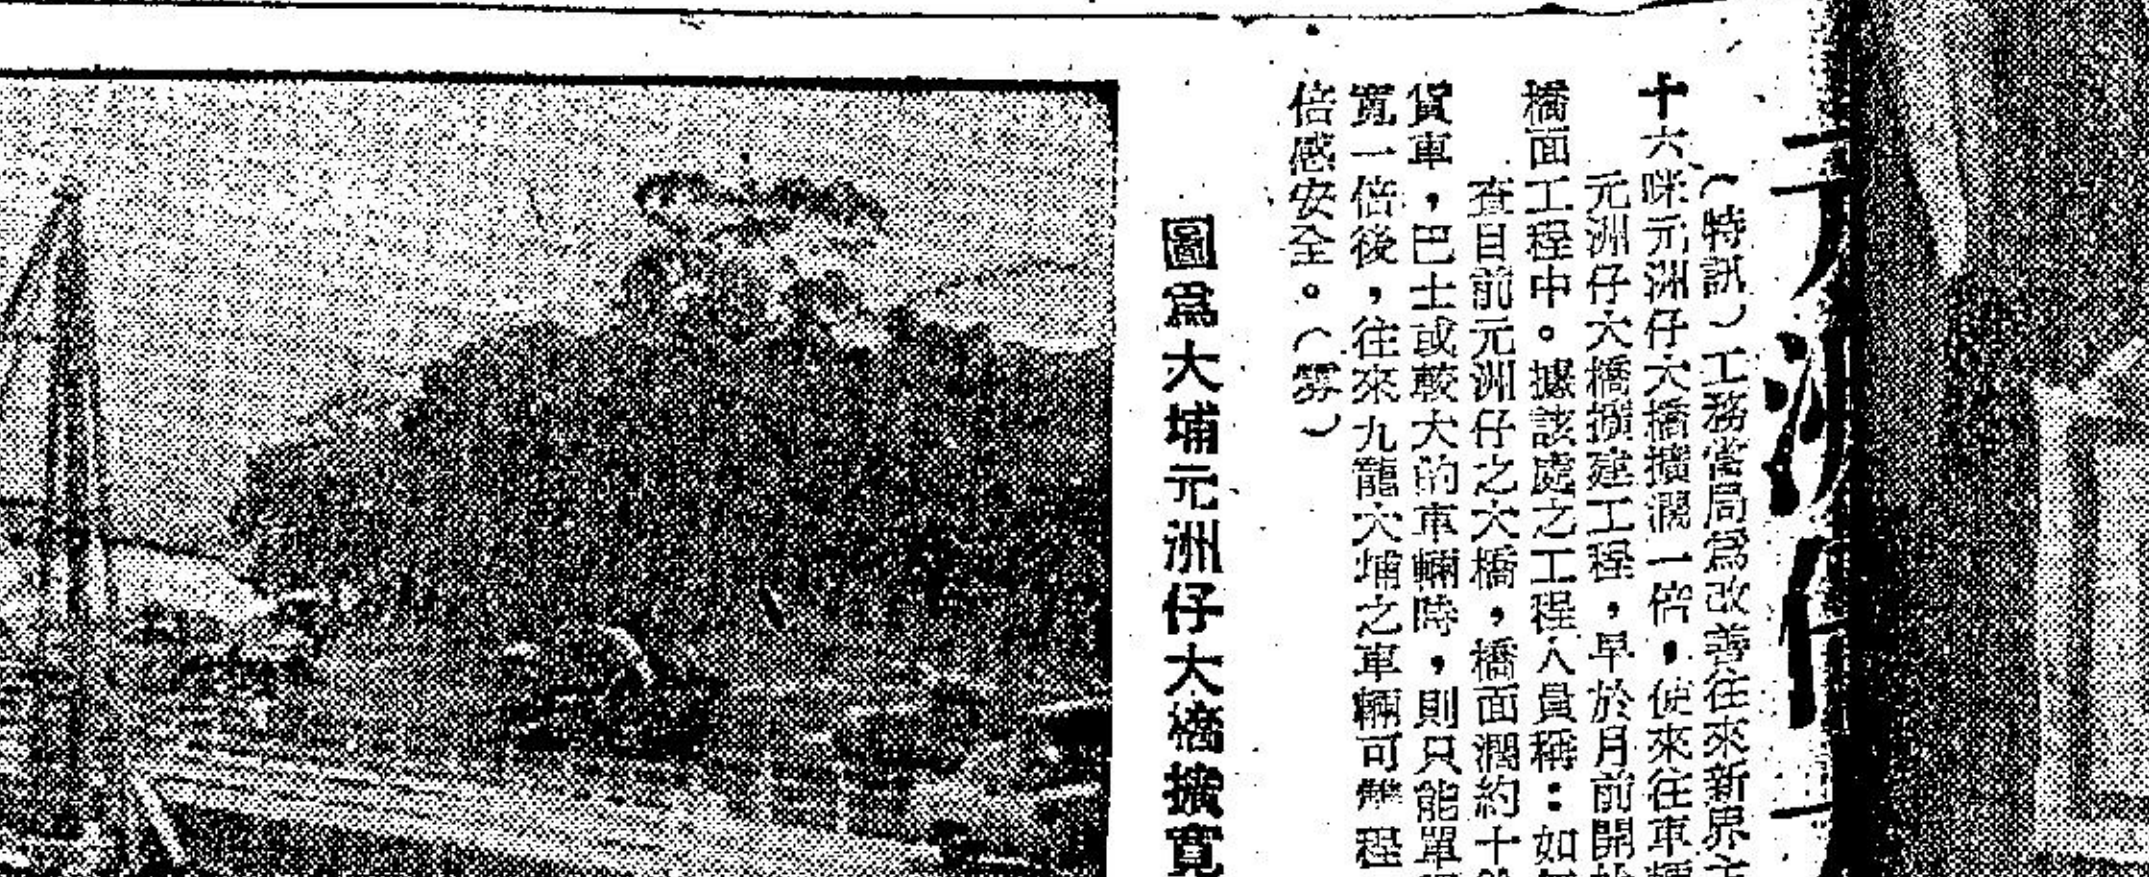 元洲仔
（特訊）工務當局爲改善往來新界
十六咪元洲仔大橋擴濶一倍，使來往車輛
元洲仔大橋擴建工程，早於月前開
橋面工程中。據該處之工程人員稱：如
查目前元洲仔之大橋，橋面濶約十
貨車，巴士或較大的車輛時，則只能單
寬一倍後，往來九龍大埔之車輛可無
倍感安全。（雰）
圖爲大埔元洲仔大橋擴寬